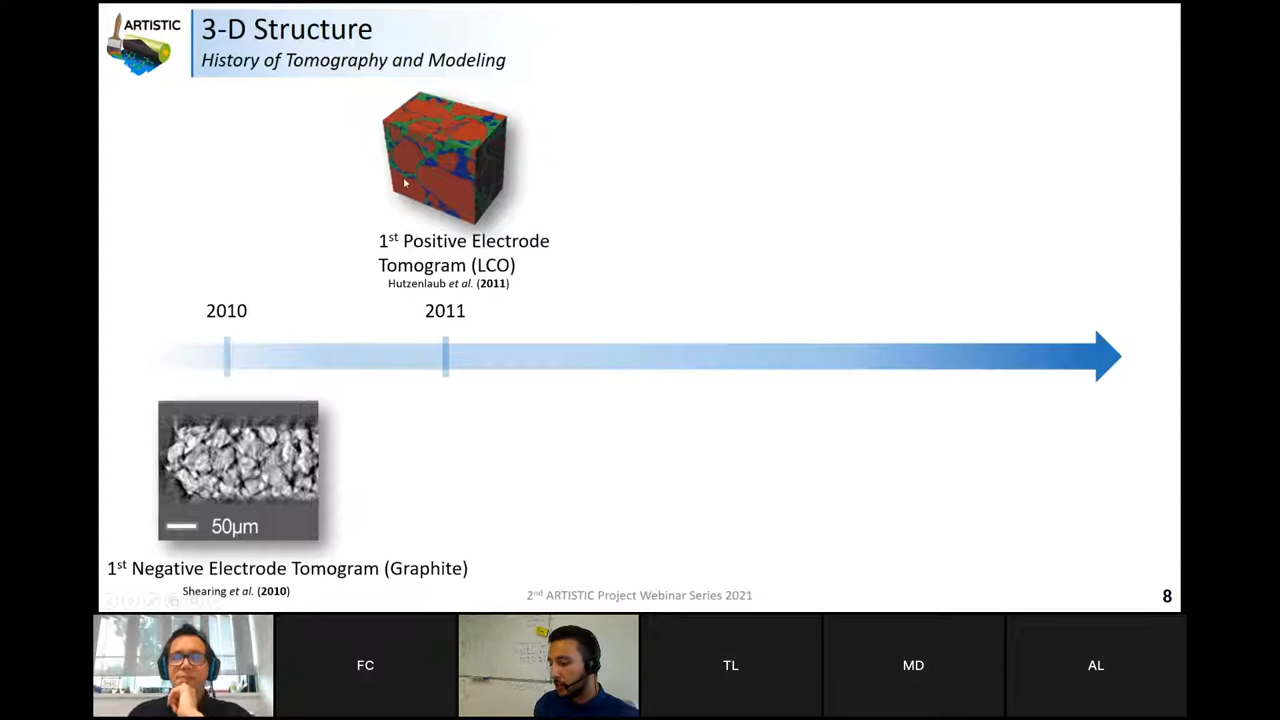 ARTISTIC
3-D Structure
History of Tomography and Modeling
1st Positive Electrode
Tomogram (LCO)
Hutzenlaub et al. (2011)
2010
2011
50µm
1st Negative Electrode Tomogram (Graphite)
Shearing et al. (2010)
2nd ARTISTIC Project Webinar Series 2021
8
FC
TL
MD
AL